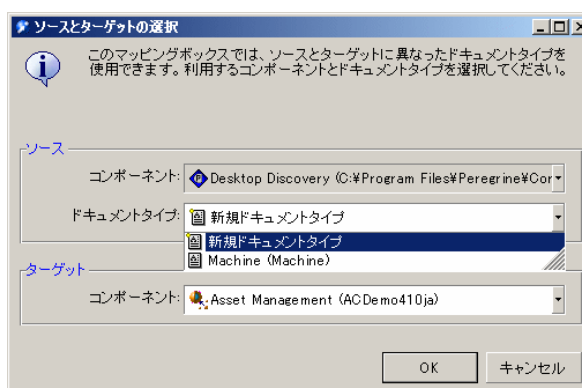 ソースとターゲットの選択
このマッピングボックスでは、ソースとターゲットに異なったドキュメントタイプを
使用できます。利用するコンポーネントとドキュメントタイプを選択してください。
ソース
コンポーネント: Desktop Discovery (C:¥Program Files¥Peregrine¥Cor
ドキュメントタイプ: 新規ドキュメントタイプ
新規ドキュメントタイプ
Machine (Machine)
ターゲット
コンポーネント: Asset Management (ACDemo410ja)
OK キャンセル